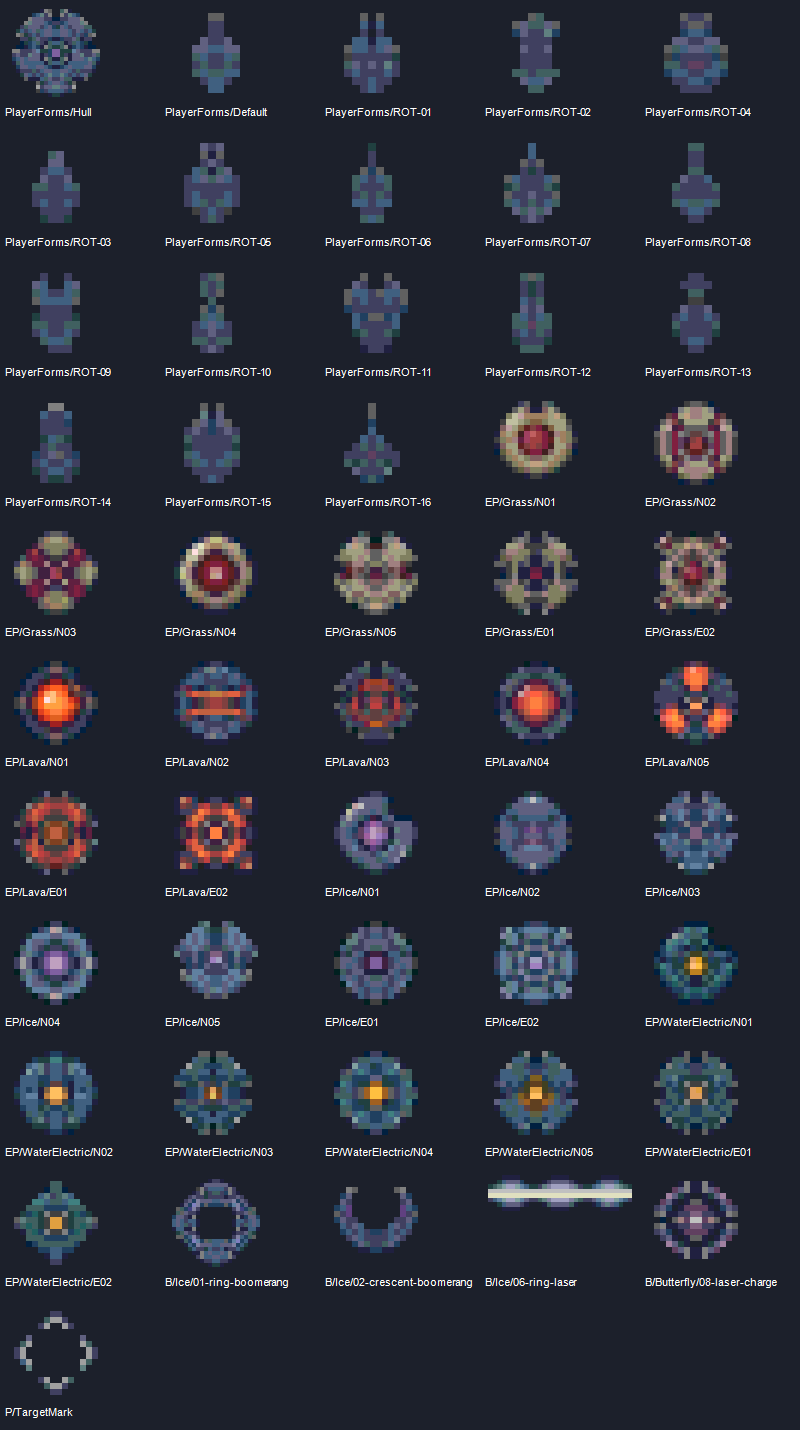 PlayerForms/Hull
PlayerForms/Default
PlayerForms/ROT-01
PlayerForms/ROT-02
PlayerForms/ROT-04
PlayerForms/ROT-03
PlayerForms/ROT-05
PlayerForms/ROT-06
PlayerForms/ROT-07
PlayerForms/ROT-08
PlayerForms/ROT-09
PlayerForms/ROT-10
PlayerForms/ROT-11
PlayerForms/ROT-12
PlayerForms/ROT-13
PlayerForms/ROT-14
PlayerForms/ROT-15
PlayerForms/ROT-16
EP/Grass/N01
EP/Grass/N02
EP/Grass/N03
EP/Grass/N04
EP/Grass/N05
EP/Grass/E01
EP/Grass/E02
EP/Lava/N01
EP/Lava/N02
EP/Lava/N03
EP/Lava/N04
EP/Lava/N05
EP/Lava/E01
EP/Lava/E02
EP/Ice/N01
EP/Ice/N02
EP/Ice/N03
EP/Ice/N04
EP/Ice/N05
EP/Ice/E01
EP/Ice/E02
EP/WaterElectric/N01
EP/WaterElectric/N02
EP/WaterElectric/N03
EP/WaterElectric/N04
EP/WaterElectric/N05
EP/WaterElectric/E01
EP/WaterElectric/E02
B/Ice/01-ring-boomerang
B/Ice/02-crescent-boomerang
B/Ice/06-ring-laser
B/Butterfly/08-laser-charge
P/TargetMark